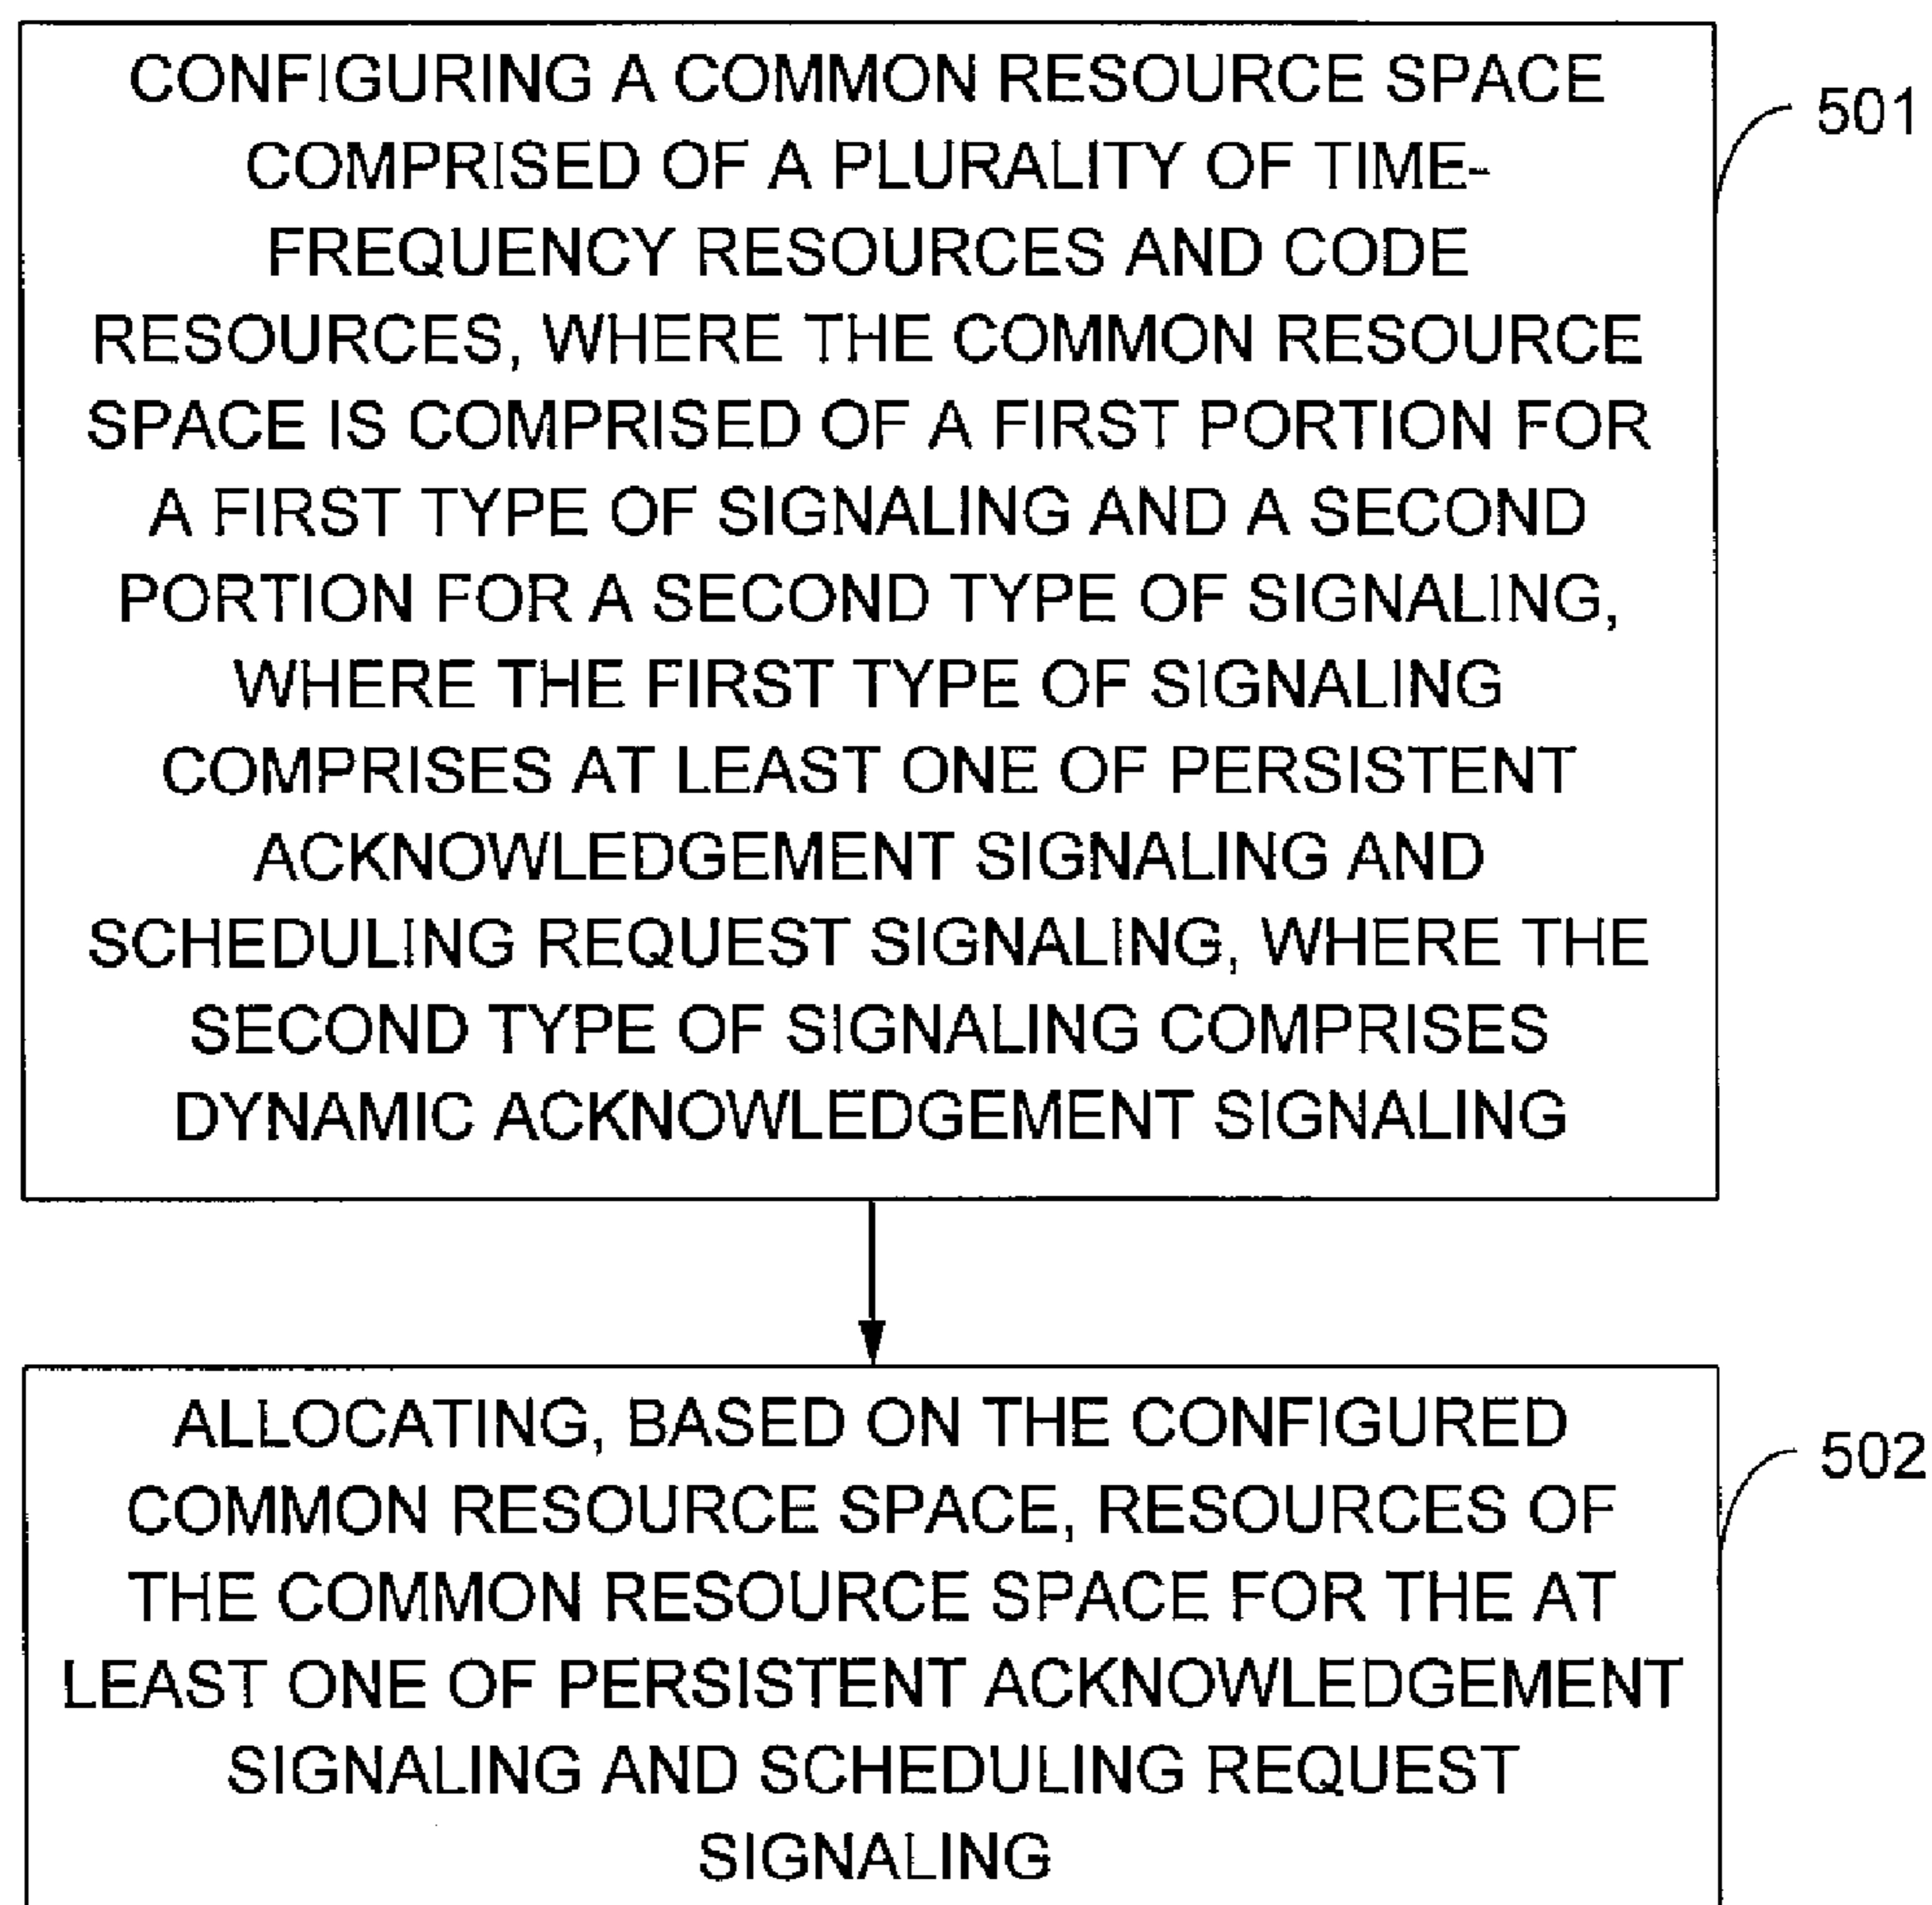 CONFIGURING A COMMON RESOURCE SPACE
501
COMPRISED OF A PLURALITY OF TIME-
FREQUENCY RESOURCES AND CODE
RESOURCES, WHERE THE COMMON RESOURCE
SPACE IS COMPRISED OF A FIRST PORTION FOR
A FIRST TYPE OF SIGNALING AND A SECOND
PORTION FOR A SECOND TYPE OF SIGNALING,
WHERE THE FIRST TYPE OF SIGNALING
COMPRISES AT LEAST ONE OF PERSISTENT
ACKNOWLEDGEMENT SIGNALING AND
SCHEDULING REQUEST SIGNALING, WHERE THE
SECOND TYPE OF SIGNALING COMPRISES
DYNAMIC ACKNOWLEDGEMENT SIGNALING
ALLOCATING, BASED ON THE CONFIGURED
502
COMMON RESOURCE SPACE, RESOURCES OF
THE COMMON RESOURCE SPACE FOR THE AT
LEAST ONE OF PERSISTENT ACKNOWLEDGEMENT
SIGNALING AND SCHEDULING REQUEST
SIGNALING